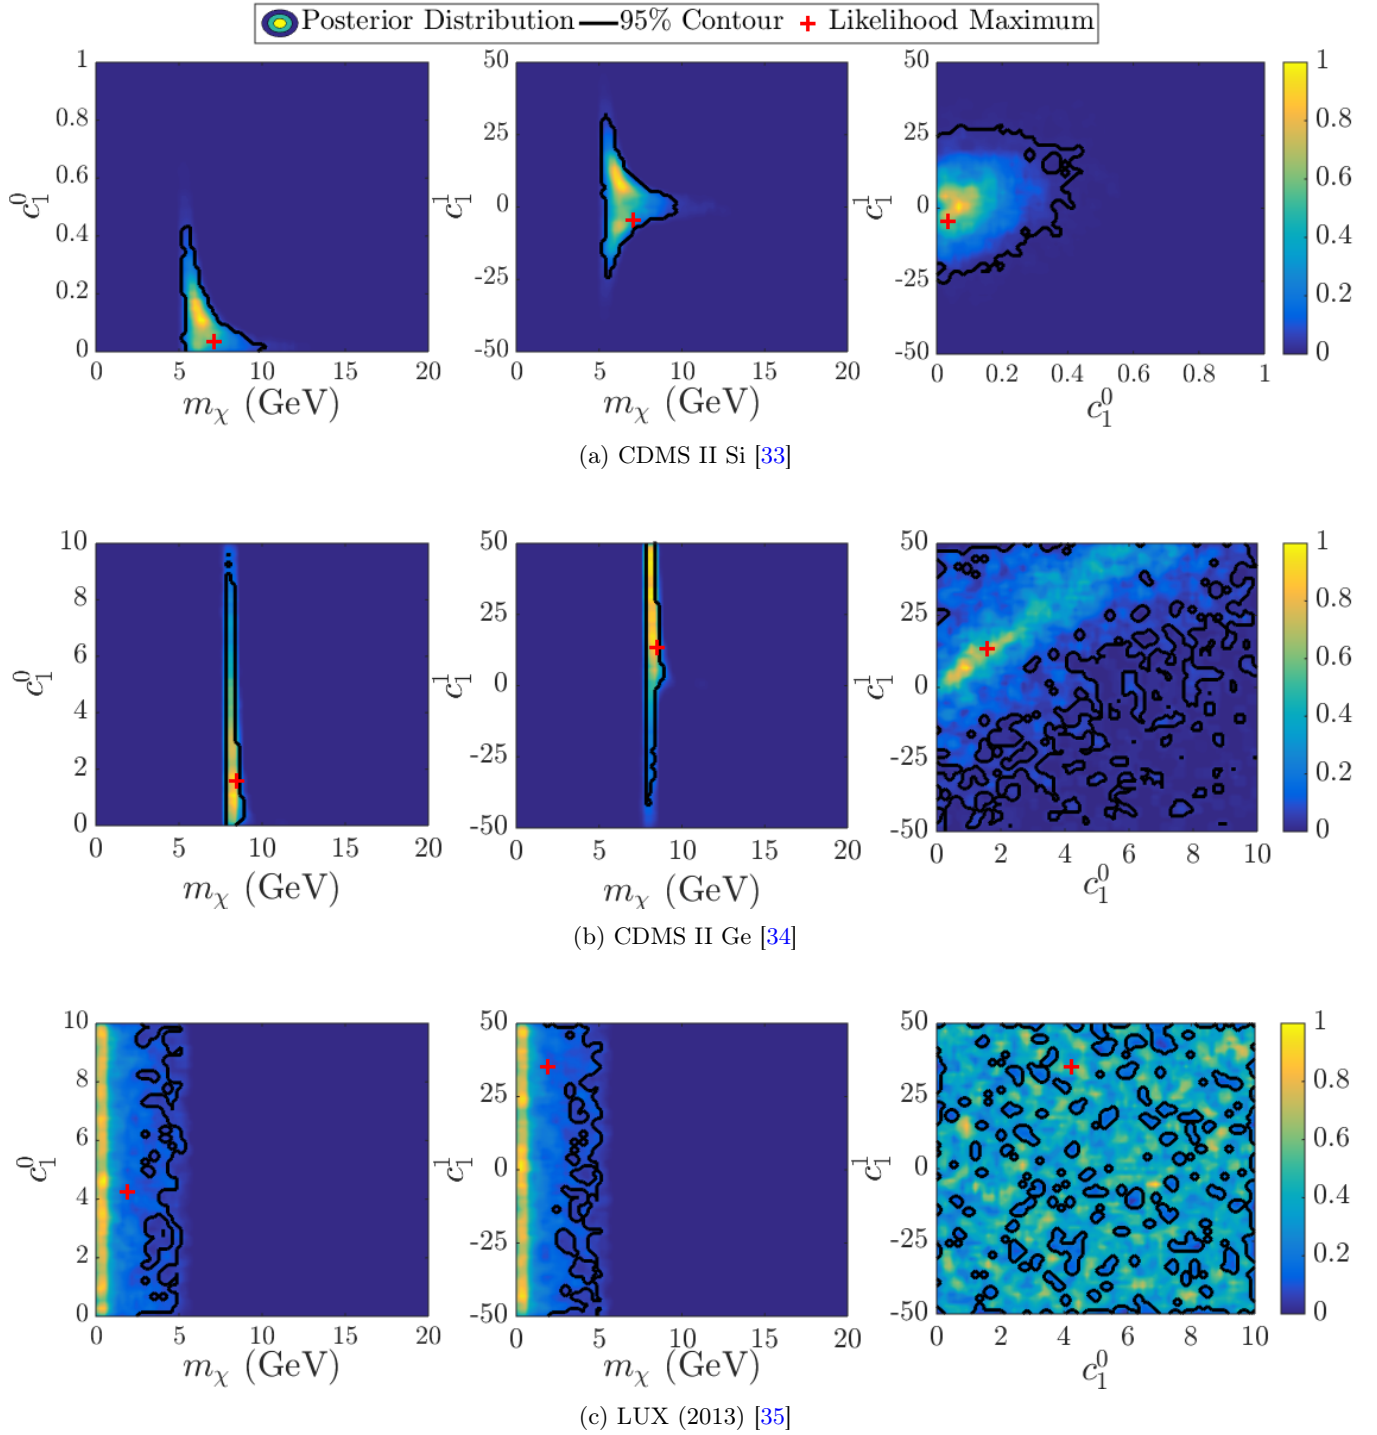 Posterior Distribution 95% Contour Likelihood Maximum
1 0.8 0.6 0.4 0.2 0
c₁⁰
0 5 10 15 20
mχ (GeV)
50 25 0 -25 -50
c₁¹
0 5 10 15 20
mχ (GeV)
50 25 0 -25 -50
c₁¹
0 0.2 0.4 0.6 0.8 1
c₁⁰
1 0.8 0.6 0.4 0.2 0
(a) CDMS II Si [33]
10 8 6 4 2 0
c₁⁰
0 5 10 15 20
mχ (GeV)
50 25 0 -25 -50
c₁¹
0 5 10 15 20
mχ (GeV)
50 25 0 -25 -50
c₁¹
0 2 4 6 8 10
c₁⁰
1 0.8 0.6 0.4 0.2 0
(b) CDMS II Ge [34]
10 8 6 4 2 0
c₁⁰
0 5 10 15 20
mχ (GeV)
50 25 0 -25 -50
c₁¹
0 5 10 15 20
mχ (GeV)
50 25 0 -25 -50
c₁¹
0 2 4 6 8 10
c₁⁰
1 0.8 0.6 0.4 0.2 0
(c) LUX (2013) [35]